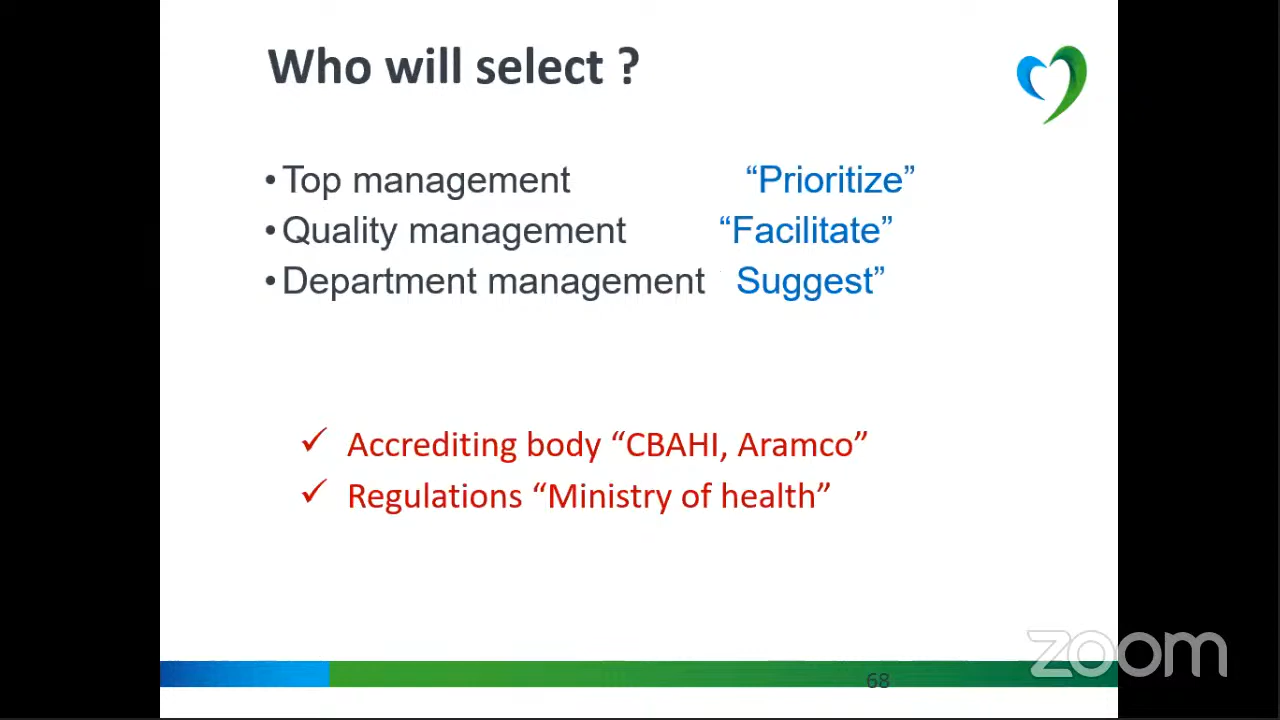 Who will select ?
• Top management “Prioritize”
• Quality management “Facilitate”
• Department management Suggest”
✓ Accrediting body “CBAHI, Aramco”
✓ Regulations “Ministry of health”
zoom
68